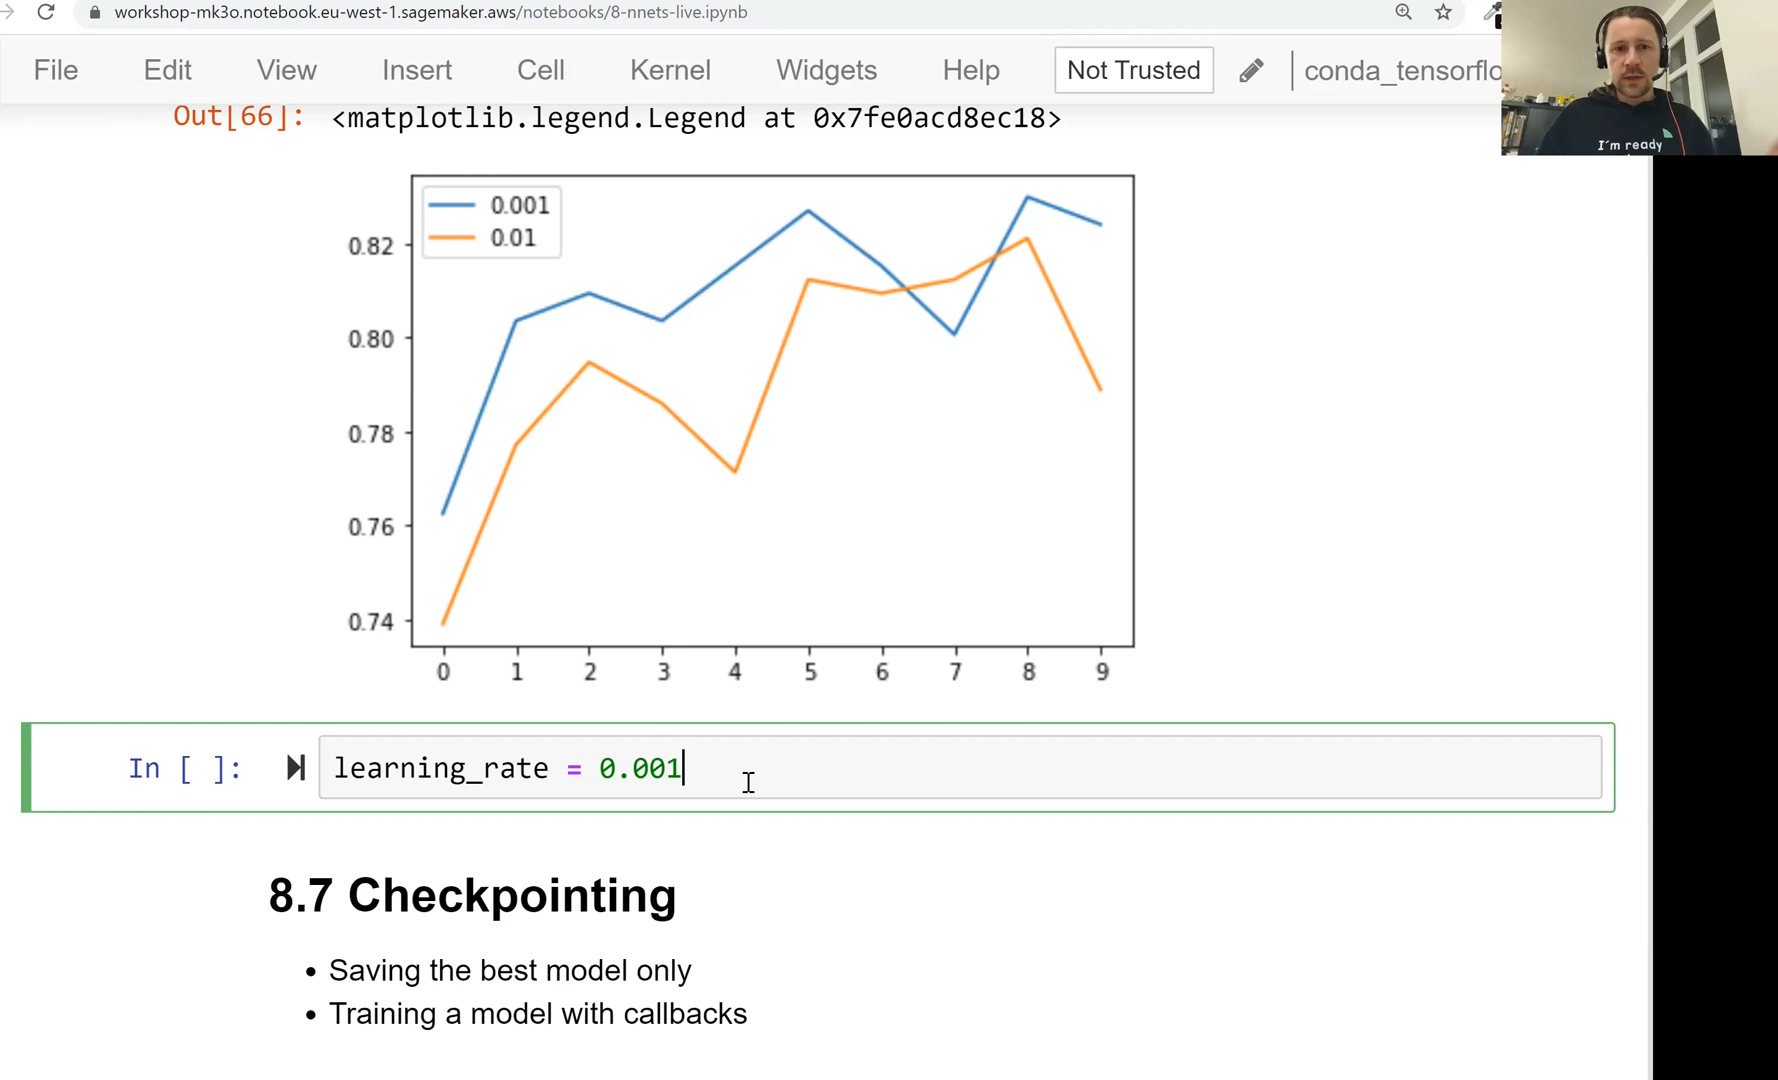 workshop-mk3o.notebook.eu-west-1.sagemaker.aws/notebooks/8-nnets-live.ipynb
File Edit View Insert Cell Kernel Widgets Help Not Trusted conda_tensorflo
I´m ready
Out[66]: <matplotlib.legend.Legend at 0x7fe0acd8ec18>
0.001
0.01
0.82
0.80
0.78
0.76
0.74
0 1 2 3 4 5 6 7 8 9
In [ ]: learning_rate = 0.001
8.7 Checkpointing
• Saving the best model only
• Training a model with callbacks